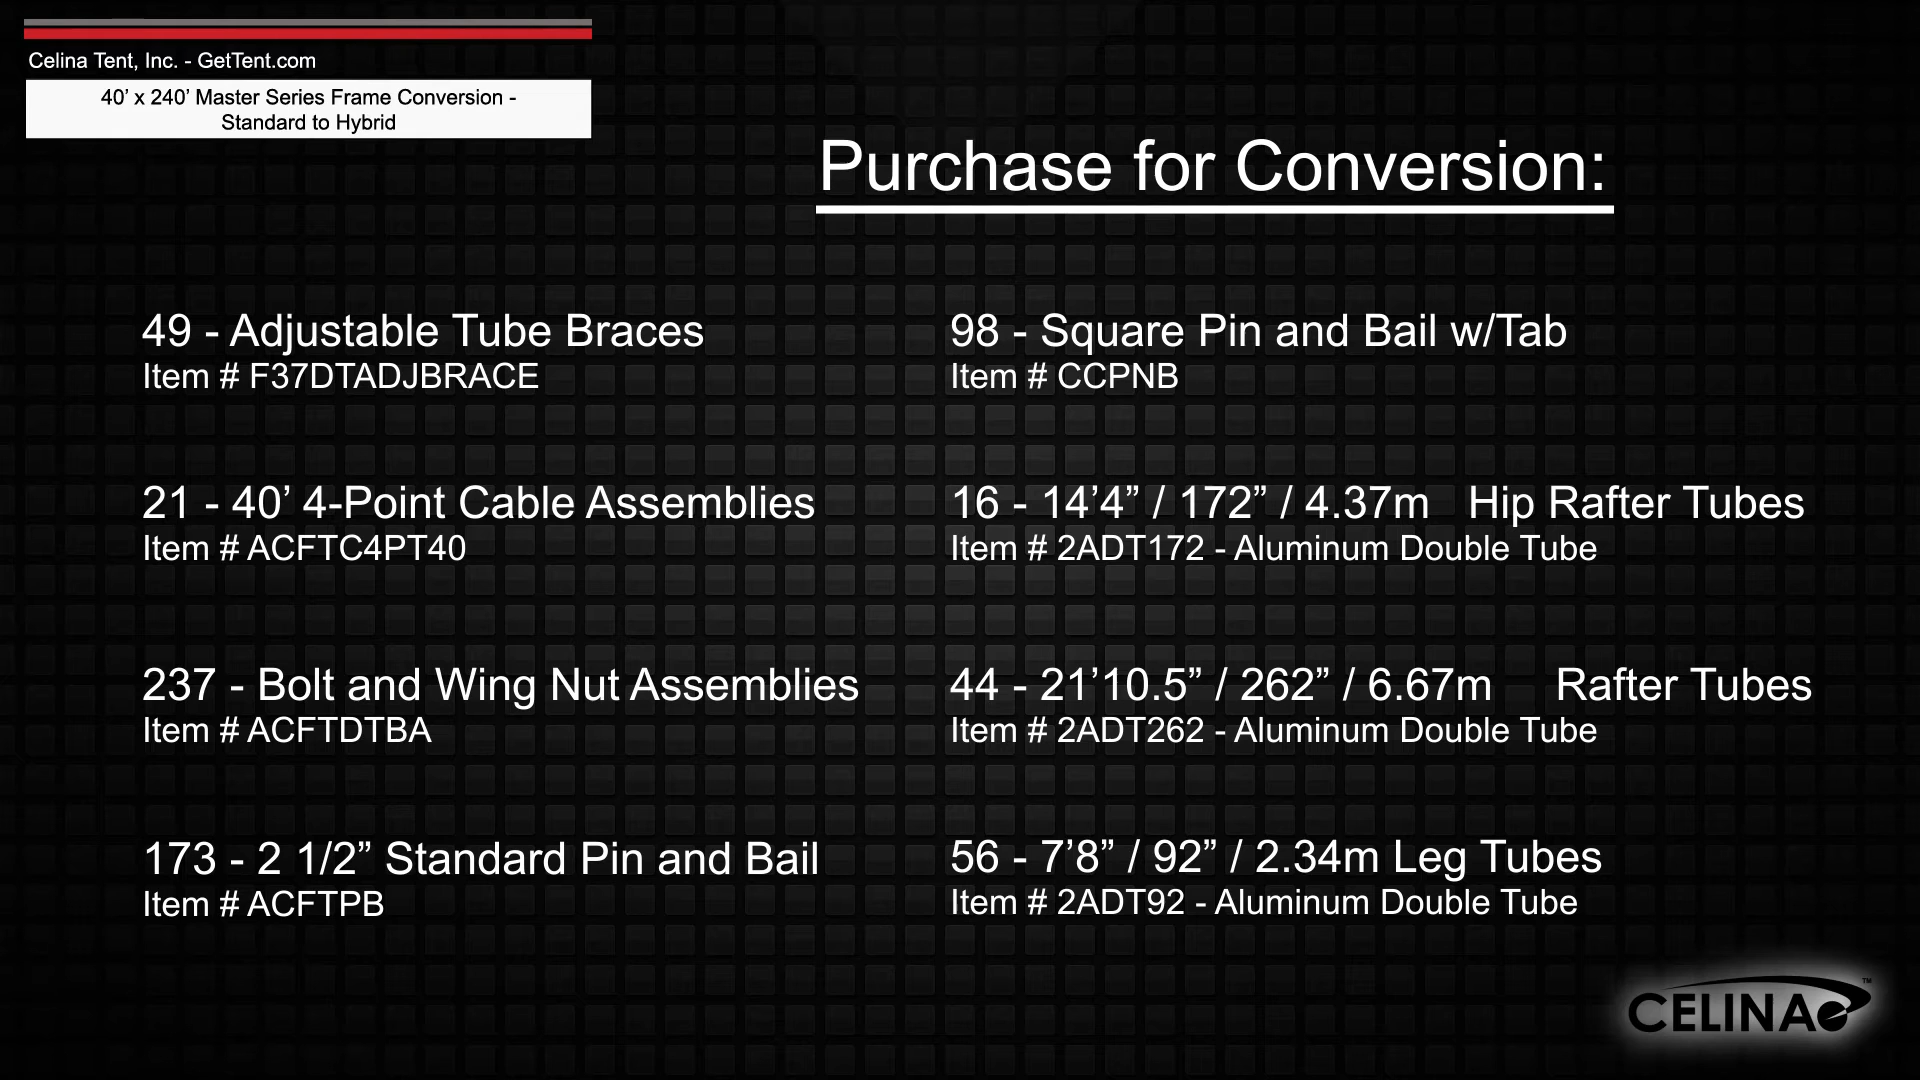 Celina Tent, Inc. - GetTent.com
40’ x 240’ Master Series Frame Conversion -
Standard to Hybrid
Purchase for Conversion:
49 - Adjustable Tube Braces
Item # F37DTADJBRACE
21 - 40’ 4-Point Cable Assemblies
Item # ACFTC4PT40
237 - Bolt and Wing Nut Assemblies
Item # ACFTDTBA
173 - 2 1/2” Standard Pin and Bail
Item # ACFTPB
98 - Square Pin and Bail w/Tab
Item # CCPNB
16 - 14’4” / 172” / 4.37m Hip Rafter Tubes
Item # 2ADT172 - Aluminum Double Tube
44 - 21’10.5” / 262” / 6.67m Rafter Tubes
Item # 2ADT262 - Aluminum Double Tube
56 - 7’8” / 92” / 2.34m Leg Tubes
Item # 2ADT92 - Aluminum Double Tube
CELINA ™